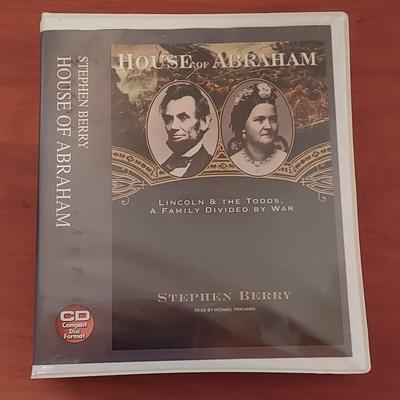 STEPHEN BERRY
HOUSE OF ABRAHAM
CD
Compact
Disc
Format
HOUSE OF ABRAHAM
LINCOLN & THE TODDS,
A FAMILY DIVIDED BY WAR
STEPHEN BERRY
READ BY MICHAEL PRICHARD